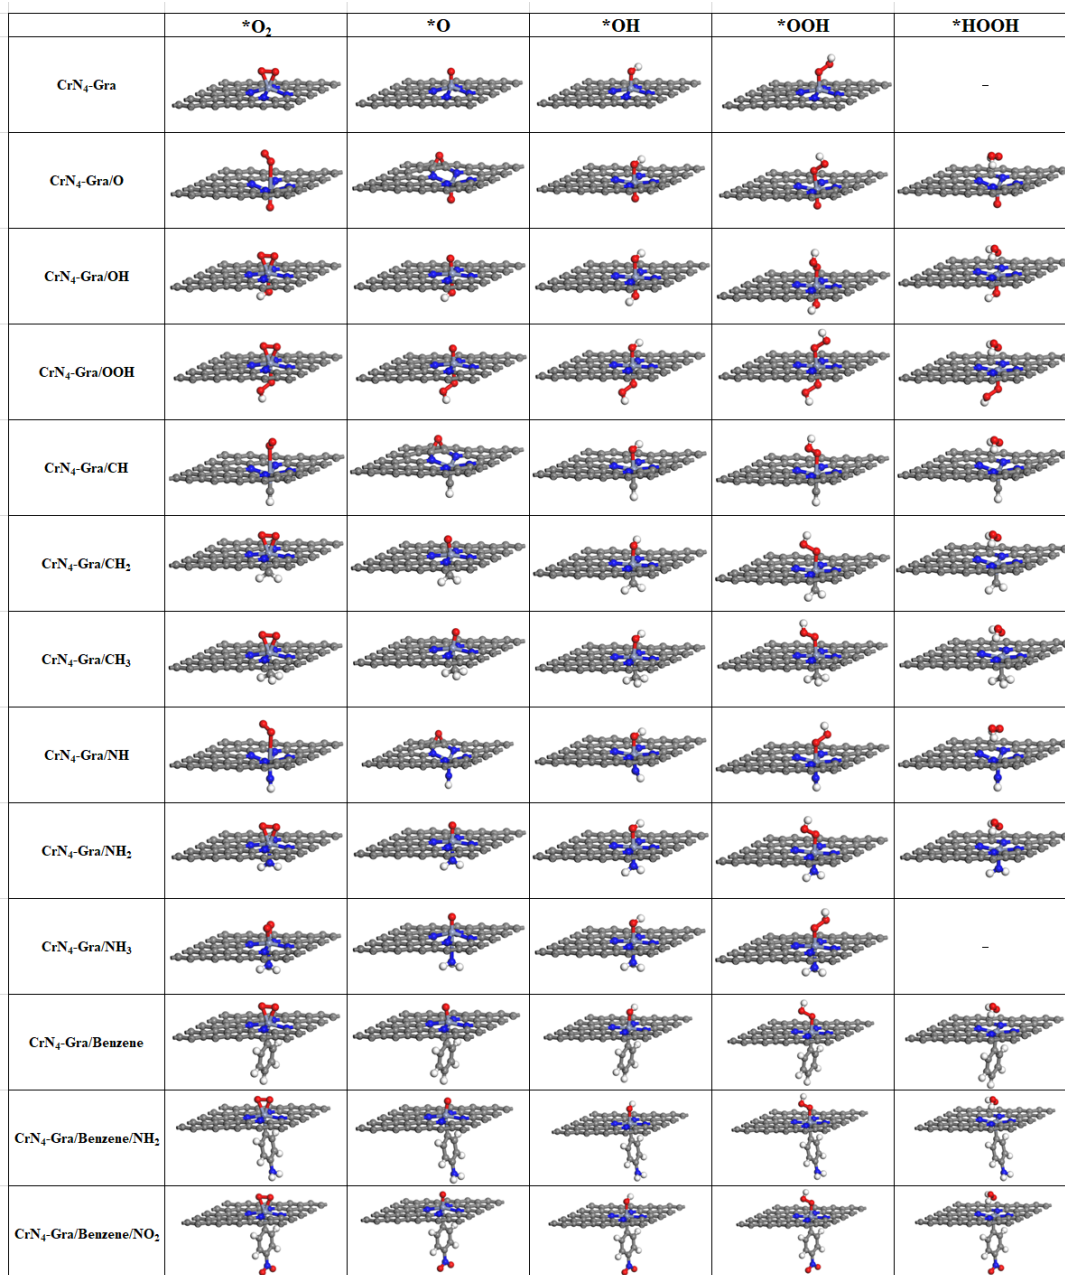 *O₂ *O *OH *OOH *HOOH
CrN₄-Gra –
CrN₄-Gra/O
CrN₄-Gra/OH
CrN₄-Gra/OOH
CrN₄-Gra/CH
CrN₄-Gra/CH₂
CrN₄-Gra/CH₃
CrN₄-Gra/NH
CrN₄-Gra/NH₂
CrN₄-Gra/NH₃ –
CrN₄-Gra/Benzene
CrN₄-Gra/Benzene/NH₂
CrN₄-Gra/Benzene/NO₂